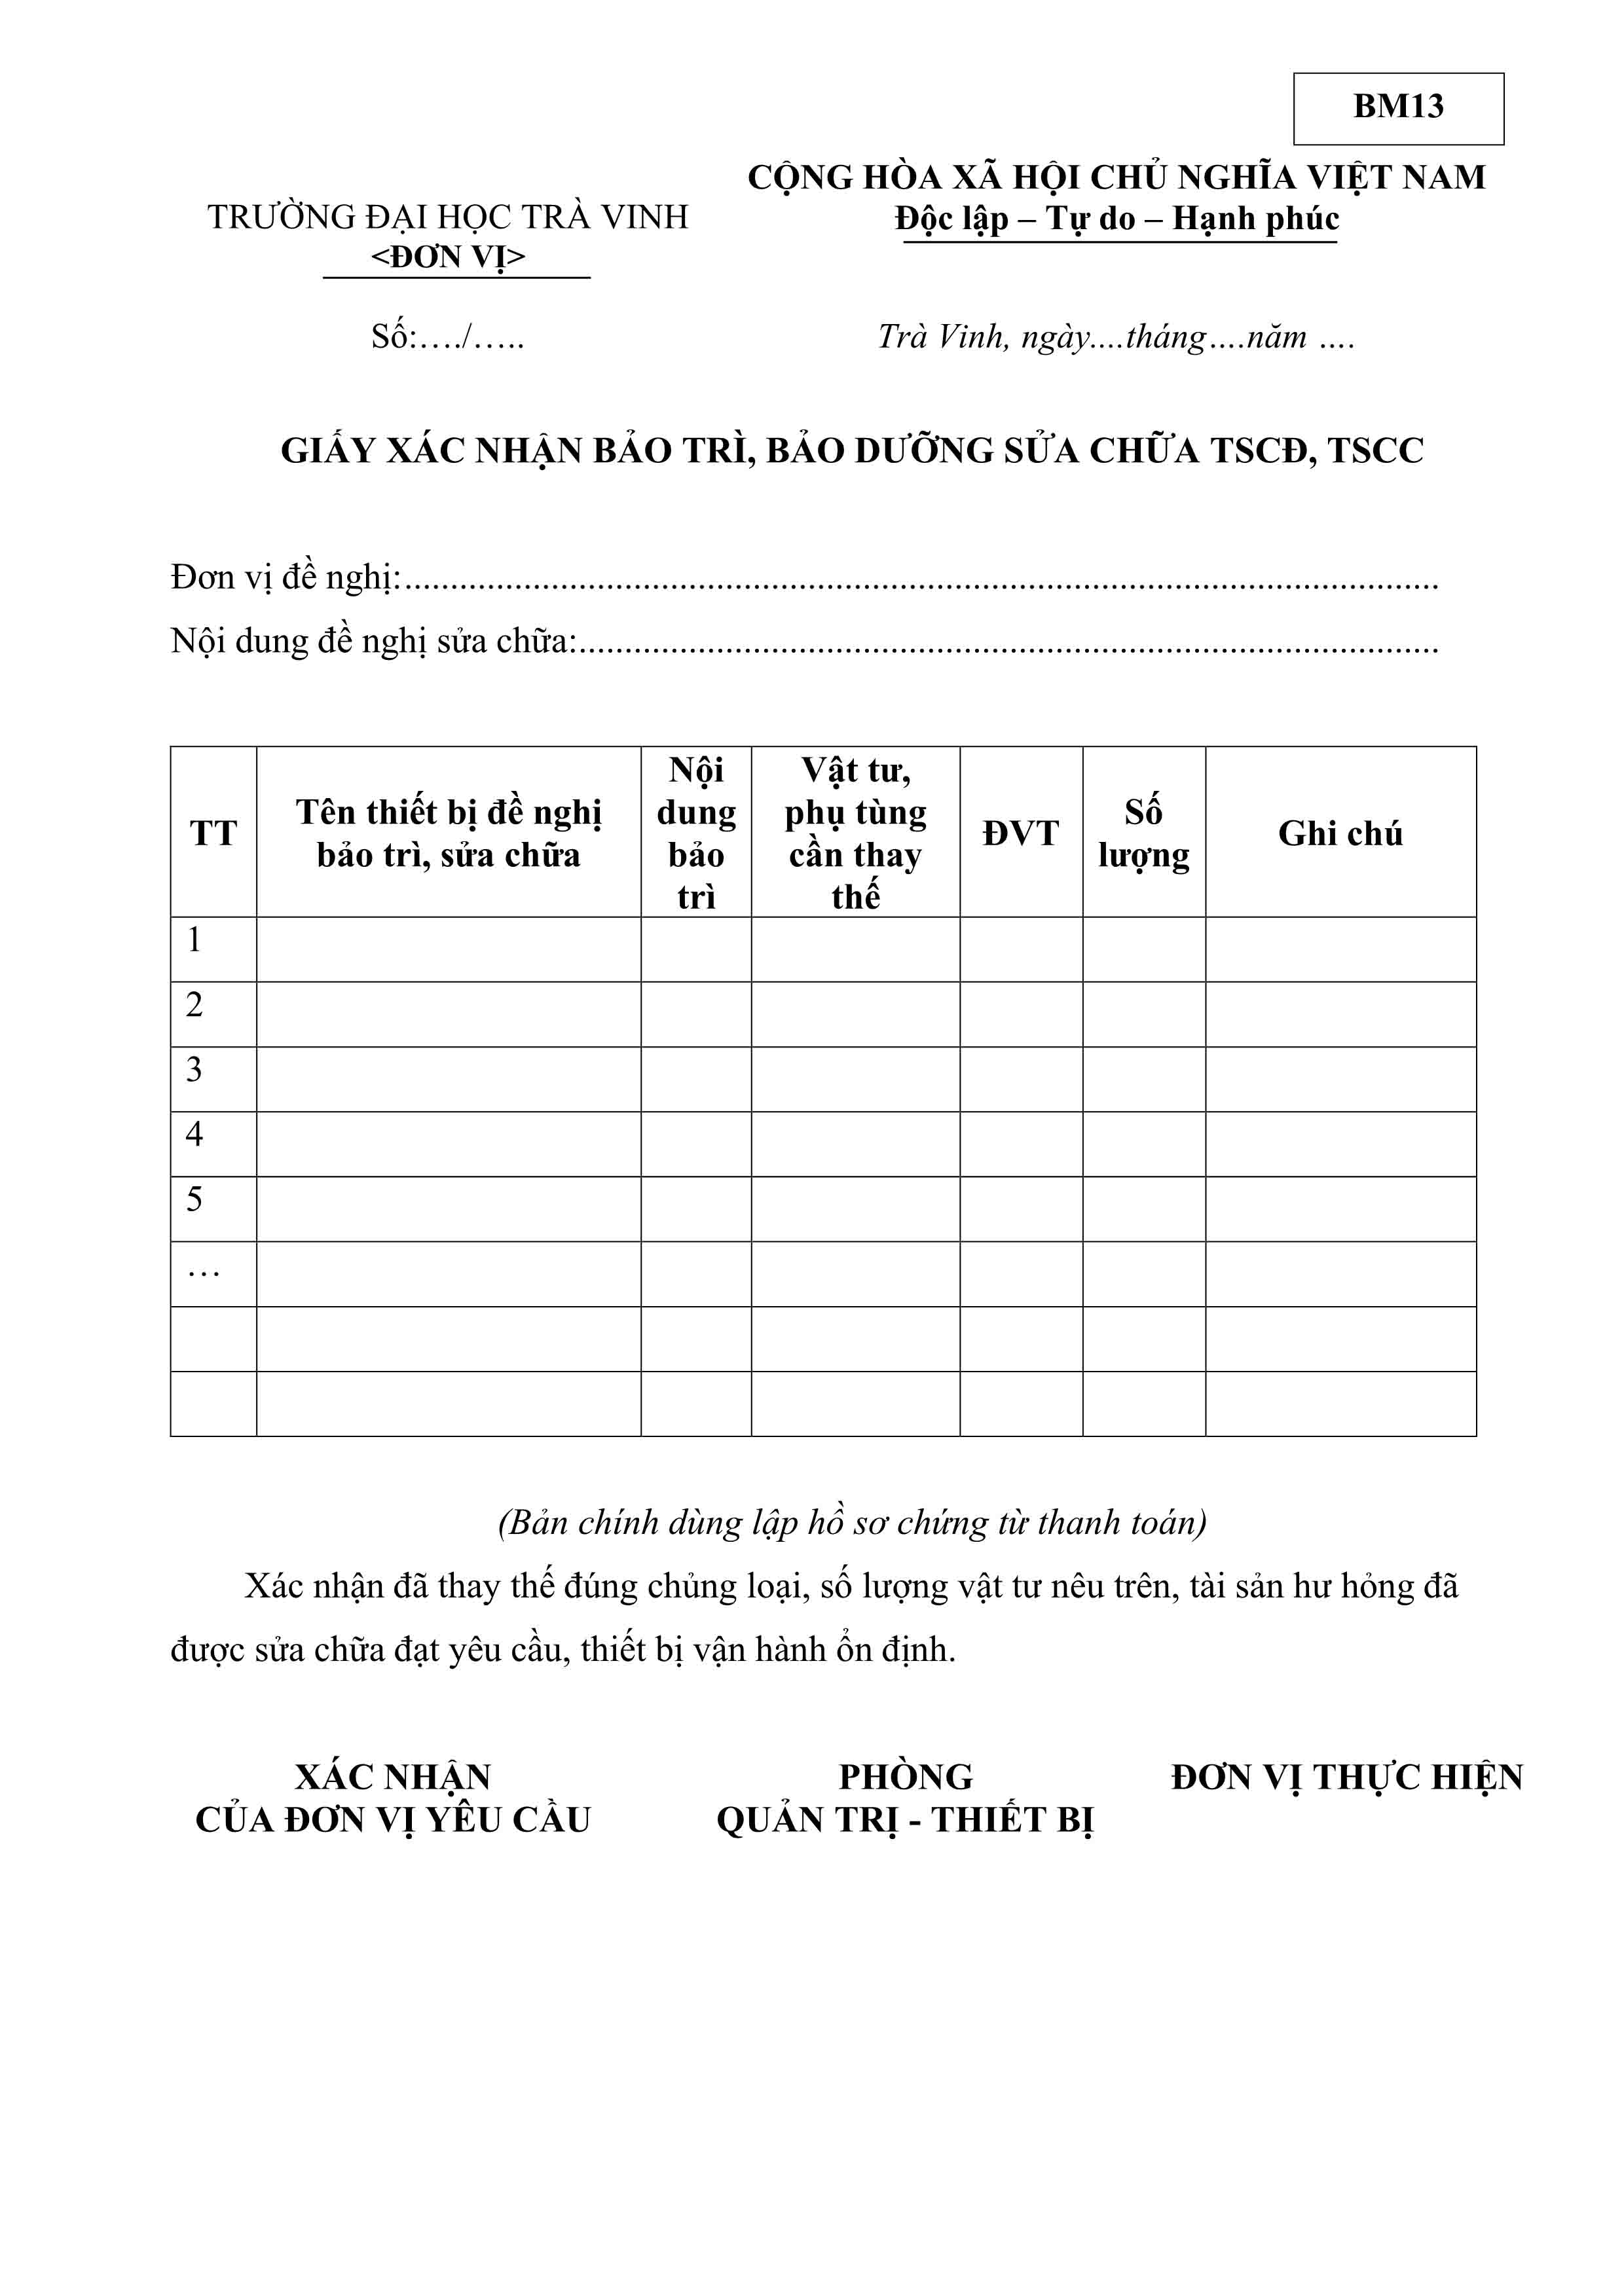 BM13
CỘNG HÒA XÃ HỘI CHỦ NGHĨA VIỆT NAM
TRƯỜNG ĐẠI HỌC TRÀ VINH
Độc lập – Tự do – Hạnh phúc
<ĐƠN VỊ>
Số:…./…..
Trà Vinh, ngày....tháng....năm ....
GIẤY XÁC NHẬN BẢO TRÌ, BẢO DƯỠNG SỬA CHỮA TSCĐ, TSCC
Đơn vị đề nghị:................................................................................................................
Nội dung đề nghị sửa chữa:.............................................................................................
TT
Tên thiết bị đề nghị
bảo trì, sửa chữa
Nội
dung
bảo
trì
Vật tư,
phụ tùng
cần thay
thế
ĐVT
Số
lượng
Ghi chú
1
2
3
4
5
…
(Bản chính dùng lập hồ sơ chứng từ thanh toán)
Xác nhận đã thay thế đúng chủng loại, số lượng vật tư nêu trên, tài sản hư hỏng đã
được sửa chữa đạt yêu cầu, thiết bị vận hành ổn định.
XÁC NHẬN
CỦA ĐƠN VỊ YÊU CẦU
PHÒNG
QUẢN TRỊ - THIẾT BỊ
ĐƠN VỊ THỰC HIỆN